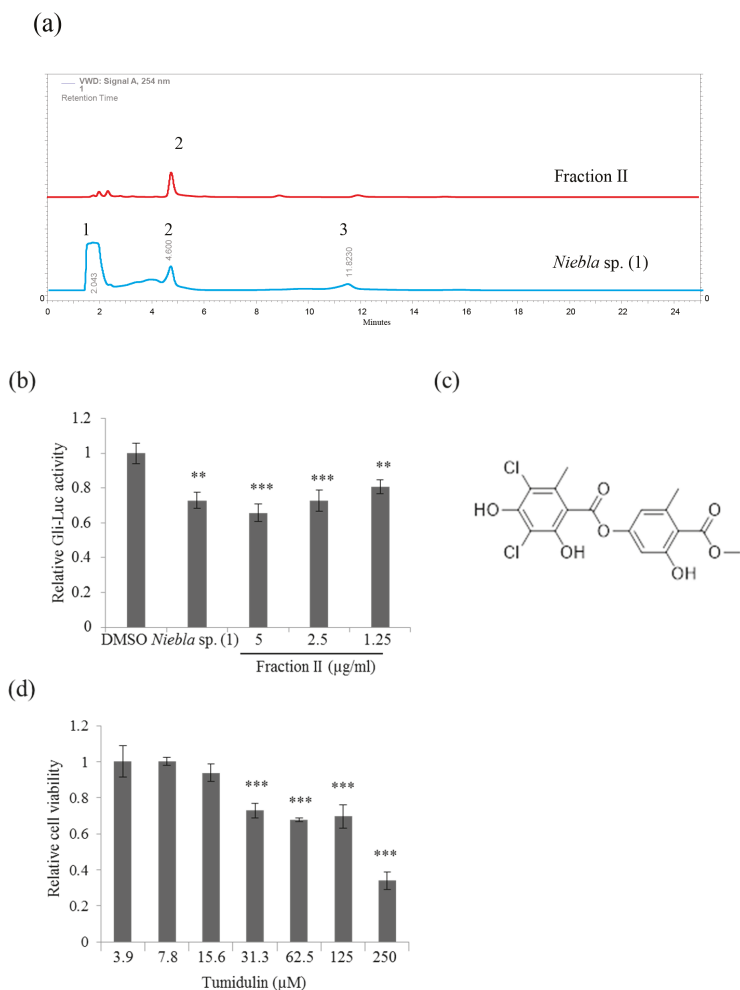 (a)
VWD: Signal A, 254 nm
1
Retention Time
2
Fraction II
1
2
3
2.043
4.600
11.8230
Niebla sp. (1)
0
0
0 2 4 6 8 10 12 14 16 18 20 22 24
Minutes
(b)
(c)
Relative Gli-Luc activity
1.2
1
0.8
0.6
0.4
0.2
0
**
***
***
**
DMSO Niebla sp. (1) 5 2.5 1.25
Fraction II (µg/ml)
Cl
O
HO
O
O
Cl
OH
O
OH
(d)
Relative cell viability
1.2
1
0.8
0.6
0.4
0.2
0
***
***
***
***
3.9 7.8 15.6 31.3 62.5 125 250
Tumidulin (µM)